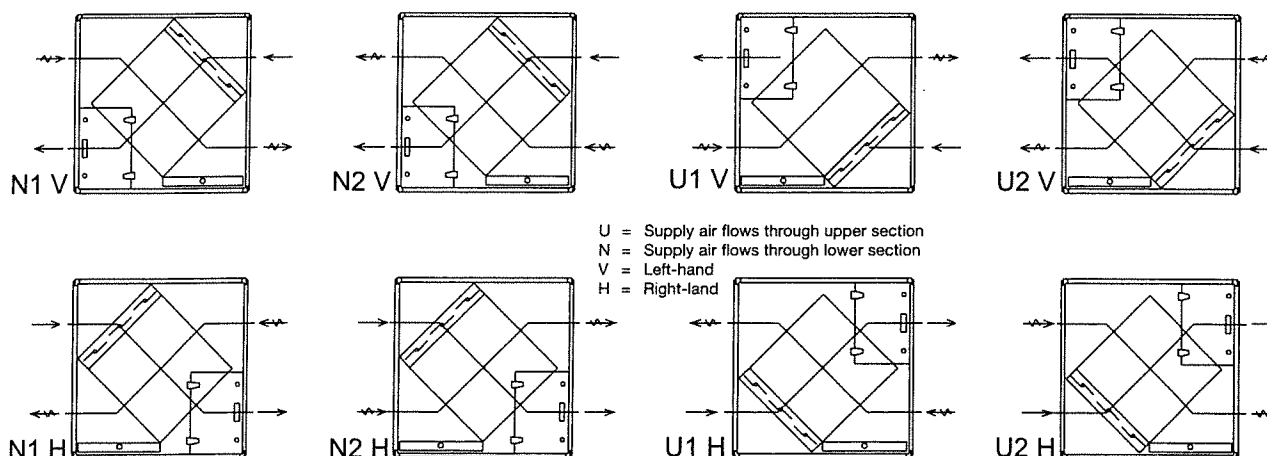 N1 V
N2 V
U1 V
U2 V
U = Supply air flows through upper section
N = Supply air flows through lower section
V = Left-hand
H = Right-land
N1 H
N2 H
U1 H
U2 H